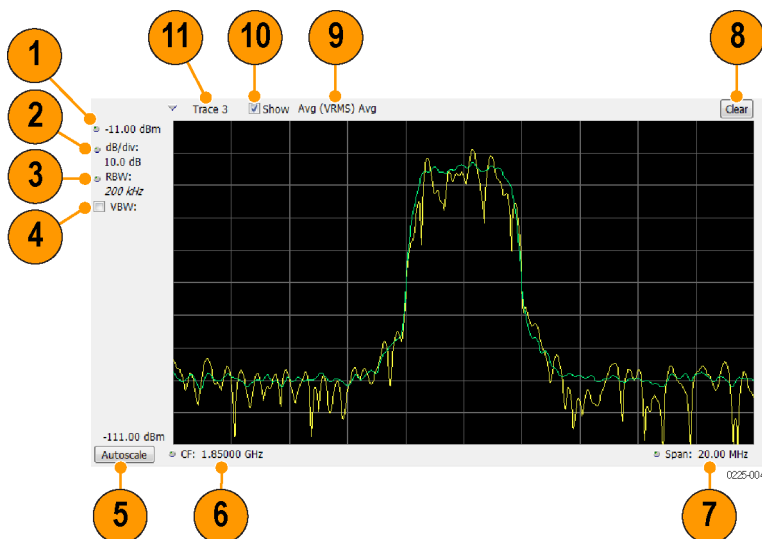 11
10
9
8
1
Trace 3
Show
Avg (VRMS) Avg
Clear
2
-11.00 dBm
dB/div:
10.0 dB
3
RBW:
200 kHz
4
VBW:
-111.00 dBm
Autoscale
CF: 1.85000 GHz
Span: 20.00 MHz
0225-004
5
6
7